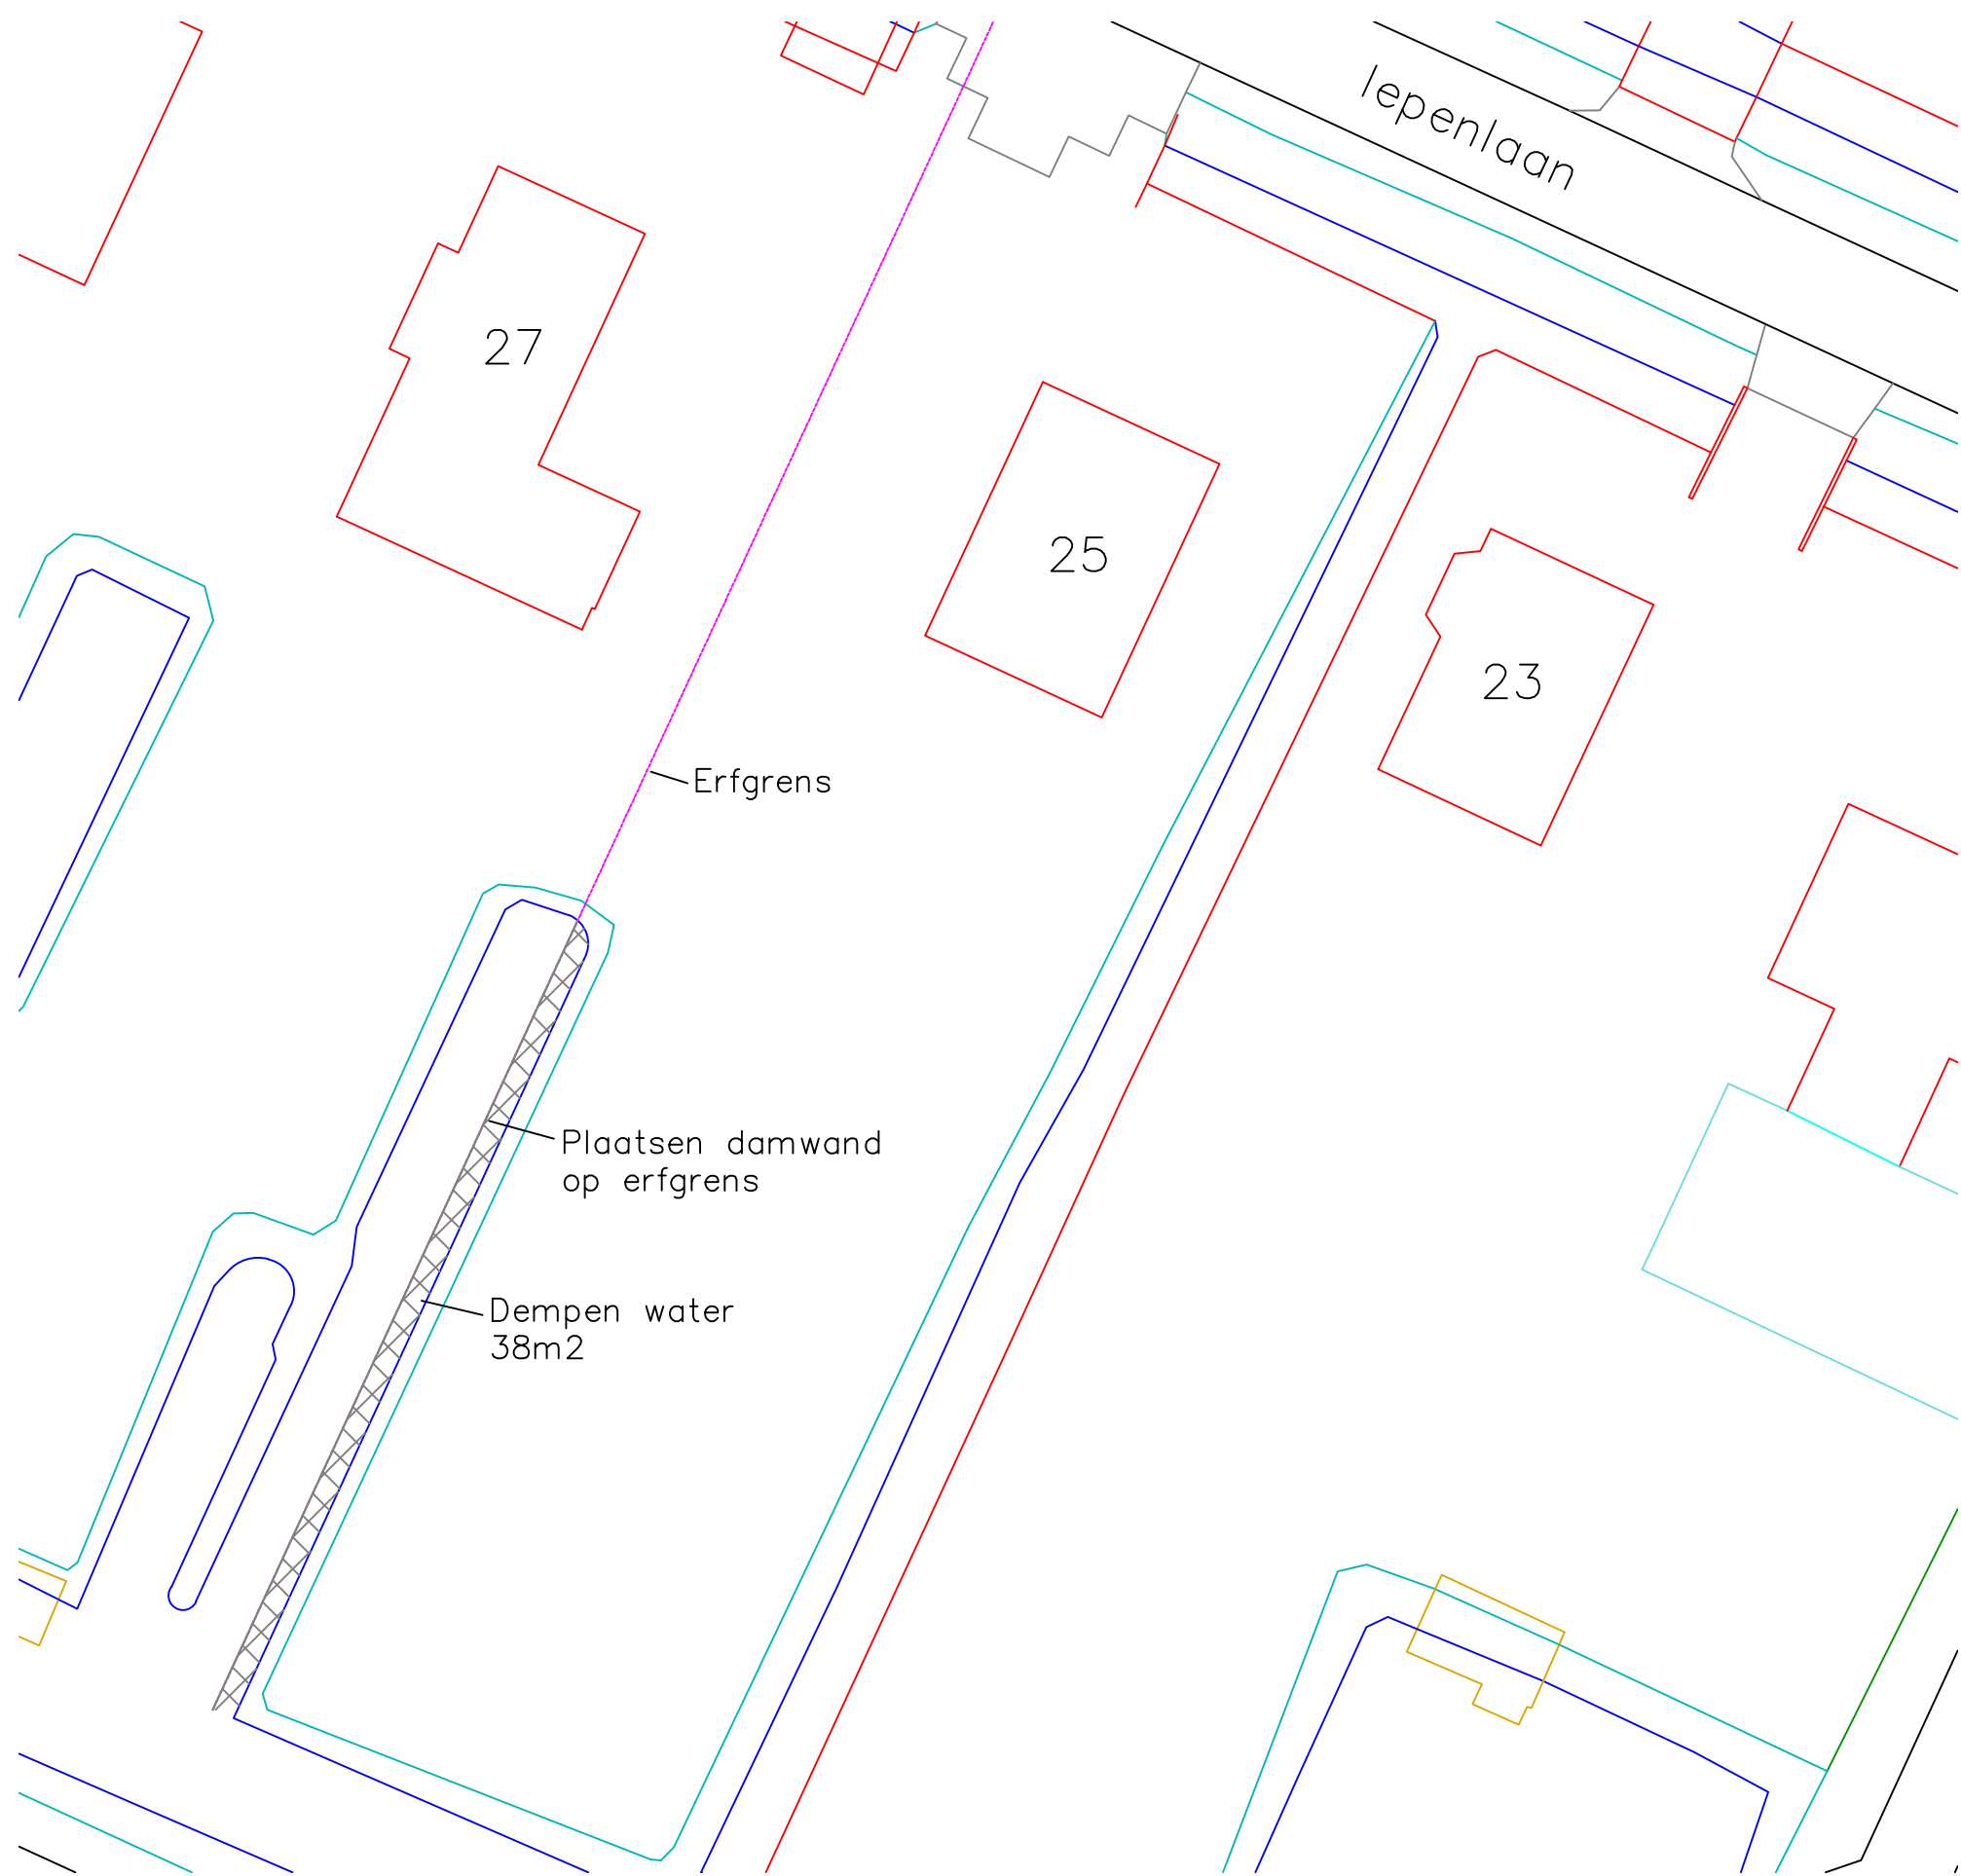 Iepenlaan
27
25
23
Erfgrens
Plaatsen damwand
op erfgrens
Dempen water
38m2